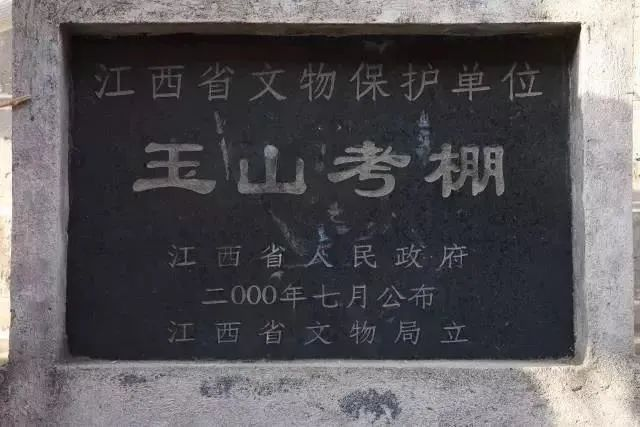 江西省文物保护单位
玉山考棚
江西省人民政府
二000年七月公布
江西省文物局立